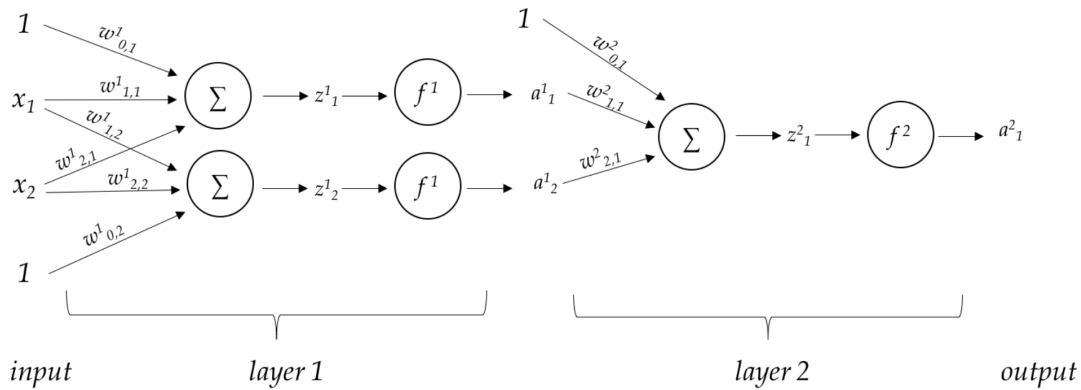 1
w¹₀,₁
x₁
w¹₁,₁
w¹₁,₂
w¹₂,₁
x₂
w¹₂,₂
w¹₀,₂
1
∑
z¹₁
f¹
a¹₁
∑
z¹₂
f¹
a¹₂
1
w²₀,₁
w²₁,₁
w²₂,₁
∑
z²₁
f²
a²₁
input
layer 1
layer 2
output